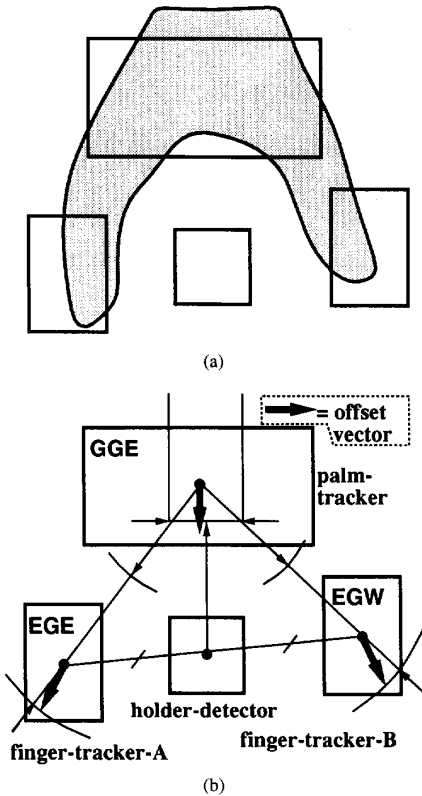 (a)
= offset
vector
GGE
palm-
tracker
EGE
EGW
holder-detector
finger-tracker-A
finger-tracker-B
(b)